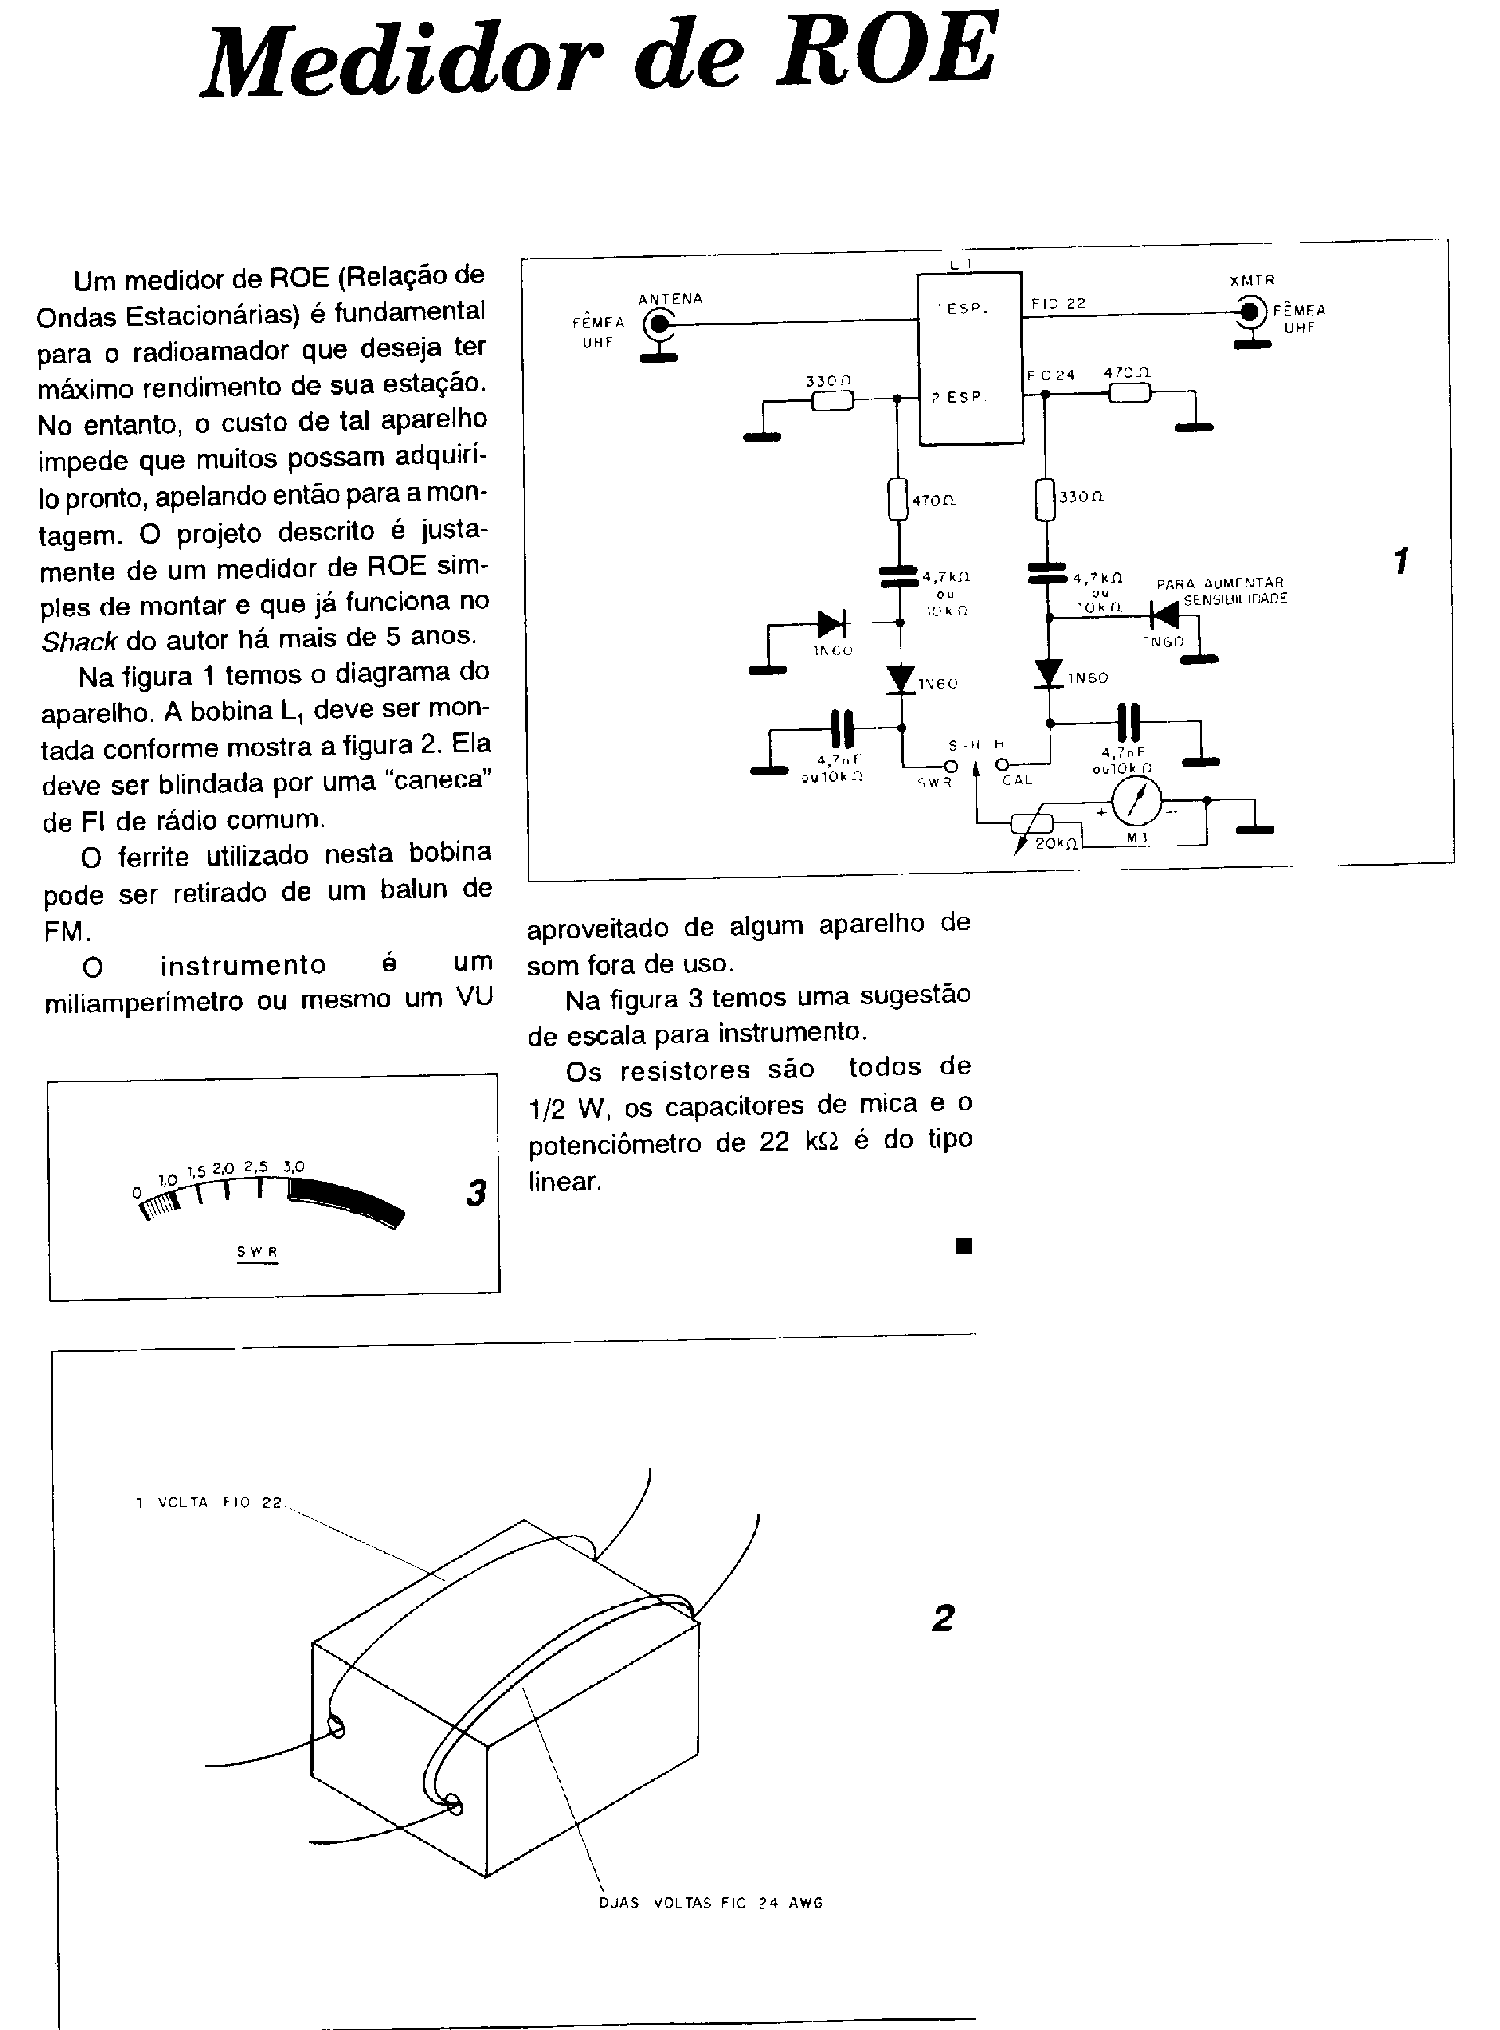 Medidor de ROE
Um medidor de ROE (Relação de
Ondas Estacionárias) é fundamental
para o radioamador que deseja ter
máximo rendimento de sua estação.
No entanto, o custo de tal aparelho
impede que muitos possam adquirí-
lo pronto, apelando então para a mon-
tagem. O projeto descrito é justa-
mente de um medidor de ROE sim-
ples de montar e que já funciona no
Shack do autor há mais de 5 anos.
Na figura 1 temos o diagrama do
aparelho. A bobina L₁ deve ser mon-
tada conforme mostra a figura 2. Ela
deve ser blindada por uma "caneca"
de FI de rádio comum.
O ferrite utilizado nesta bobina
pode ser retirado de um balun de
FM.
O instrumento é um
miliamperímetro ou mesmo um VU
L1
ANTENA
FÊMEA
UHF
1 ESP.
FIO 22
XMTR
FÊMEA
UHF
330Ω
2 ESP.
FIO 24
470Ω
470Ω
330Ω
4,7kΩ
ou
10kΩ
4,7kΩ
ou
10kΩ
PARA AUMENTAR
SENSIBILIDADE
1N60
1N60
1N60
1N60
4,7nF
ou10kΩ
SWR
CAL
4,7nF
ou10kΩ
+
−
20kΩ
1
aproveitado de algum aparelho de
som fora de uso.
Na figura 3 temos uma sugestão
de escala para instrumento.
Os resistores são todos de
1/2 W, os capacitores de mica e o
potenciômetro de 22 kΩ é do tipo
linear.
0 1,0 1,5 2,0 2,5 3,0
SWR
3
1 VOLTA FIO 22
2
DUAS VOLTAS FIO 24 AWG